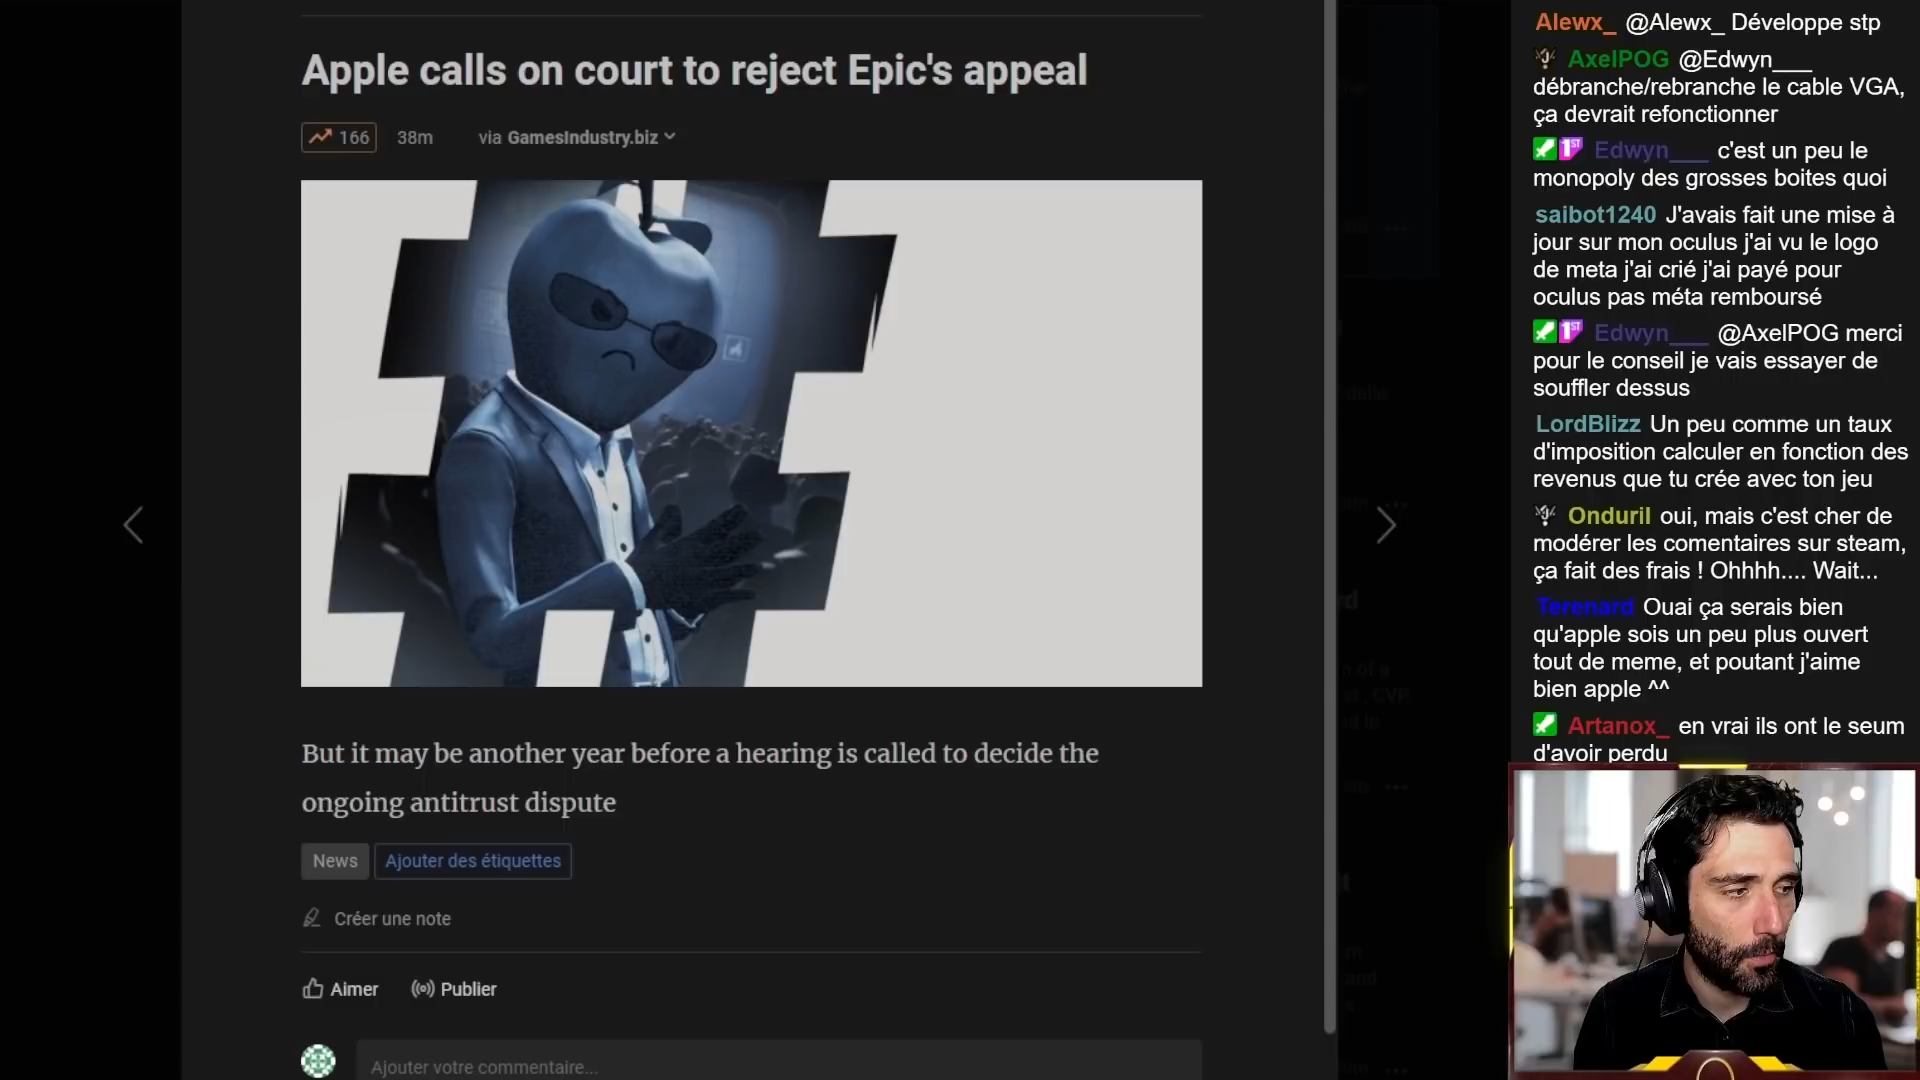 Apple calls on court to reject Epic's appeal
166 38m via GamesIndustry.biz
But it may be another year before a hearing is called to decide the
ongoing antitrust dispute
News Ajouter des étiquettes
Créer une note
Aimer Publier
Ajouter votre commentaire...
Alewx_ @Alewx_ Développe stp
AxelPOG @Edwyn___
débranche/rebranche le cable VGA,
ça devrait refonctionner
1ST Edwyn___ c'est un peu le
monopoly des grosses boites quoi
saibot1240 J'avais fait une mise à
jour sur mon oculus j'ai vu le logo
de meta j'ai crié j'ai payé pour
oculus pas méta remboursé
1ST Edwyn___ @AxelPOG merci
pour le conseil je vais essayer de
souffler dessus
LordBlizz Un peu comme un taux
d'imposition calculer en fonction des
revenus que tu crée avec ton jeu
Onduril oui, mais c'est cher de
modérer les comentaires sur steam,
ça fait des frais ! Ohhhh.... Wait...
Terenard Ouai ça serais bien
qu'apple sois un peu plus ouvert
tout de meme, et poutant j'aime
bien apple ^^
Artanox_ en vrai ils ont le seum
d'avoir perdu